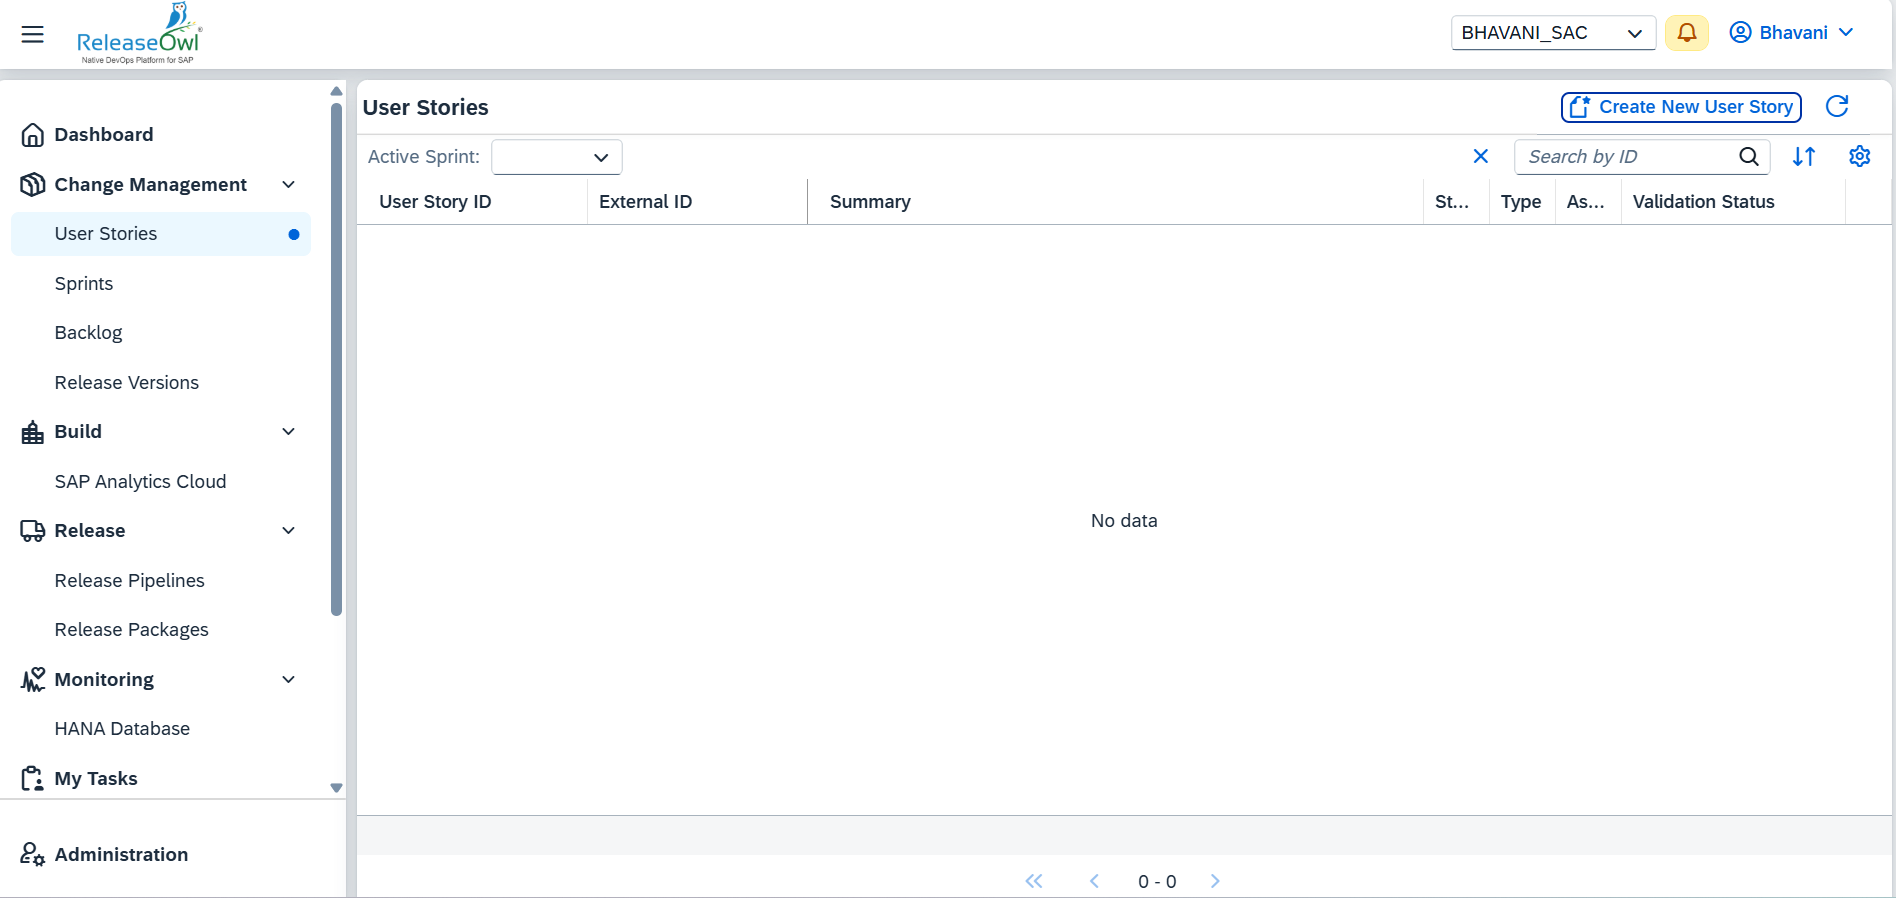 ReleaseOwl
Native DevOps Platform for SAP
BHAVANI_SAC
Bhavani
Dashboard
Change Management
User Stories
Sprints
Backlog
Release Versions
Build
SAP Analytics Cloud
Release
Release Pipelines
Release Packages
Monitoring
HANA Database
My Tasks
Administration
User Stories
Create New User Story
Active Sprint:
Search by ID
User Story ID External ID Summary St... Type As... Validation Status
No data
0 - 0